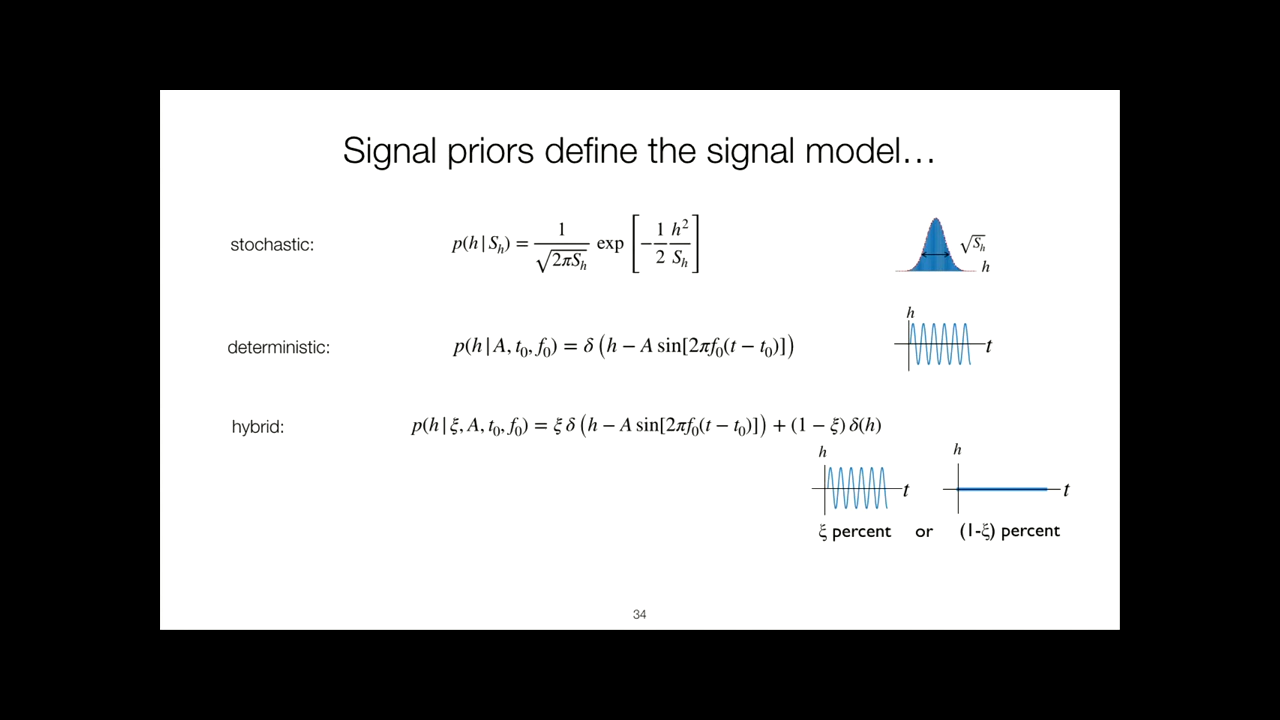 Signal priors define the signal model…
stochastic: p(h | S_h) = 1/√(2πS_h) exp [ −1/2 h²/S_h ]
√S_h
h
h
deterministic: p(h | A, t₀, f₀) = δ (h − A sin[2πf₀(t − t₀)]) t
hybrid: p(h | ξ, A, t₀, f₀) = ξ δ (h − A sin[2πf₀(t − t₀)]) + (1 − ξ) δ(h)
h h
t t
ξ percent or (1-ξ) percent
34